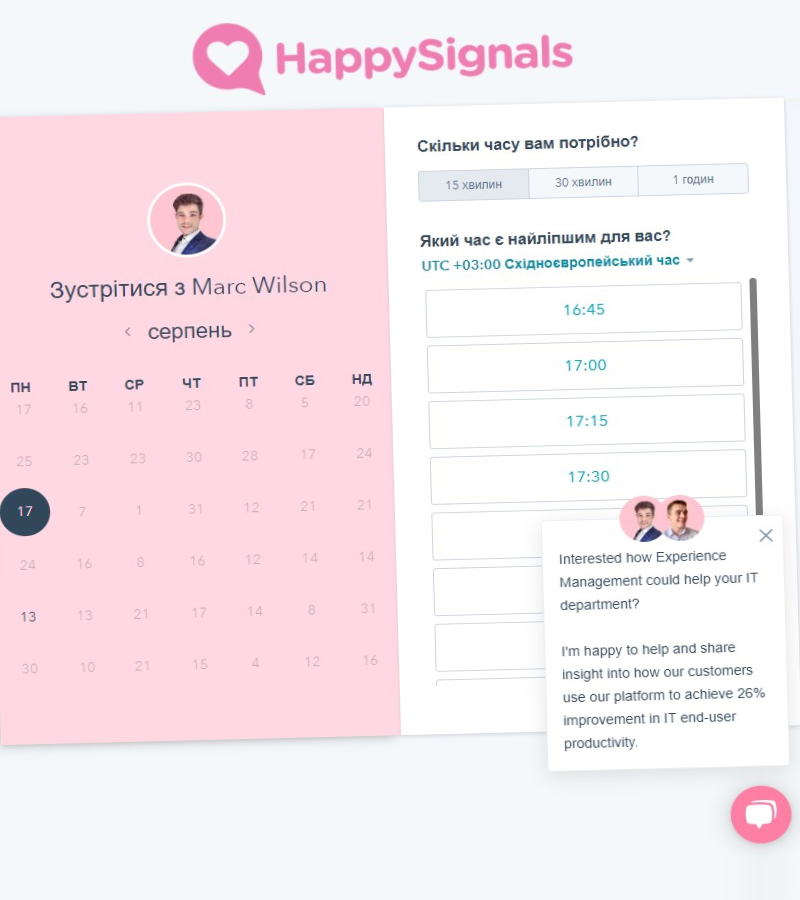 HappySignals
Зустрітися з Marc Wilson
серпень
ПН ВТ СР ЧТ ПТ СБ НД
17 16 11 23 8 5 20
25 23 23 30 28 17 24
17 7 1 31 12 21 21
24 16 8 16 12 14 14
13 13 21 17 14 8 31
30 10 21 15 4 12 16
Скільки часу вам потрібно?
15 хвилин 30 хвилин 1 годин
Який час є найліпшим для вас?
UTC +03:00 Східноєвропейський час
16:45
17:00
17:15
17:30
Interested how Experience
Management could help your IT
department?
I'm happy to help and share
insight into how our customers
use our platform to achieve 26%
improvement in IT end-user
productivity.